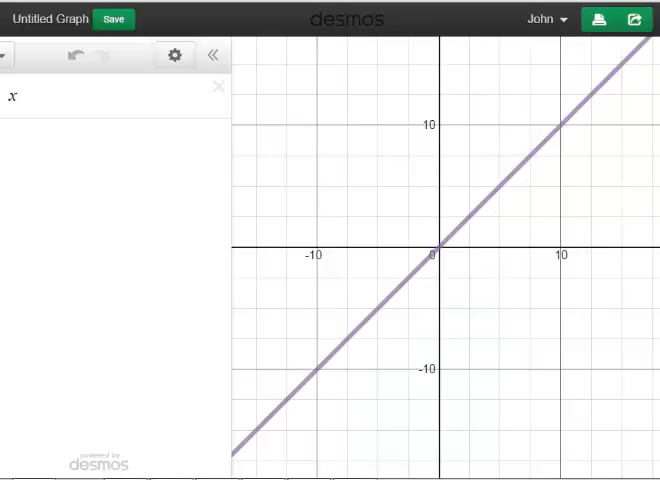 Untitled Graph Save desmos John
x
10
-10 0 10
-10
powered by
desmos